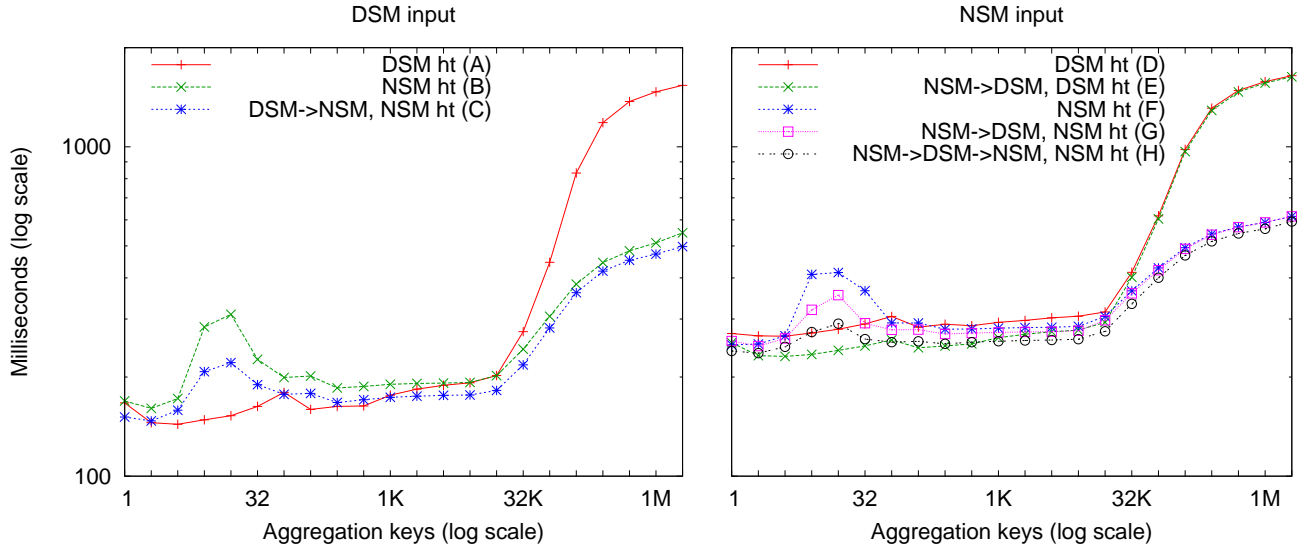 DSM input
DSM ht (A)
NSM ht (B)
DSM->NSM, NSM ht (C)
Milliseconds (log scale)
1000
100
1
32
1K
32K
1M
Aggregation keys (log scale)
NSM input
DSM ht (D)
NSM->DSM, DSM ht (E)
NSM ht (F)
NSM->DSM, NSM ht (G)
NSM->DSM->NSM, NSM ht (H)
1000
100
1
32
1K
32K
1M
Aggregation keys (log scale)